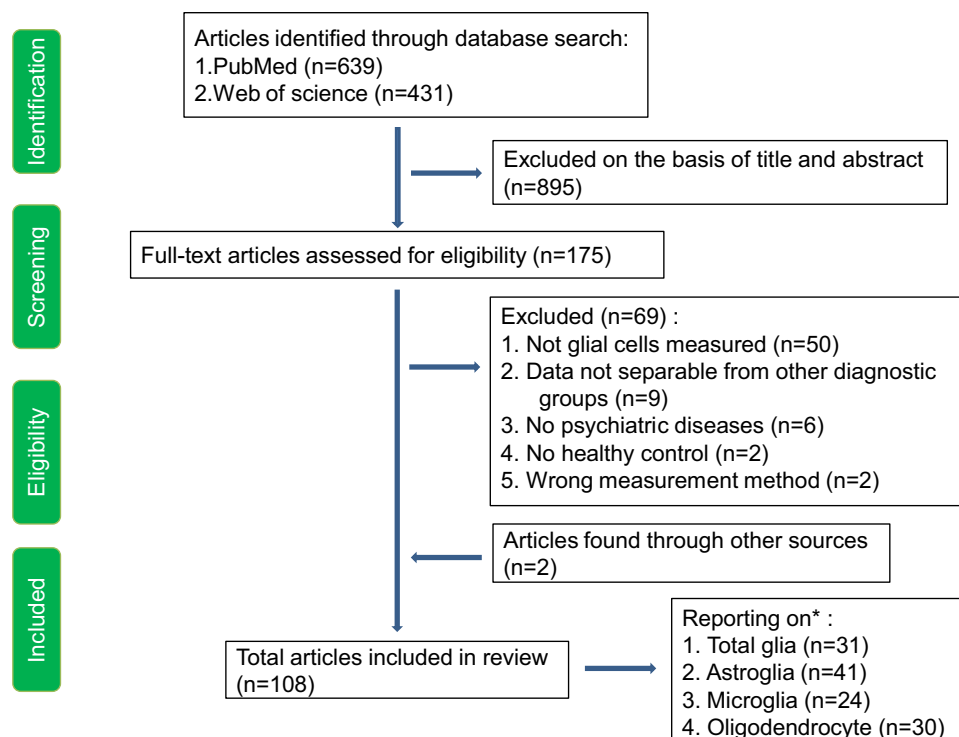 Identification
Articles identified through database search:
1.PubMed (n=639)
2.Web of science (n=431)
Excluded on the basis of title and abstract
(n=895)
Screening
Full-text articles assessed for eligibility (n=175)
Eligibility
Excluded (n=69) :
1. Not glial cells measured (n=50)
2. Data not separable from other diagnostic
groups (n=9)
3. No psychiatric diseases (n=6)
4. No healthy control (n=2)
5. Wrong measurement method (n=2)
Articles found through other sources
(n=2)
Included
Total articles included in review
(n=108)
Reporting on* :
1. Total glia (n=31)
2. Astroglia (n=41)
3. Microglia (n=24)
4. Oligodendrocyte (n=30)